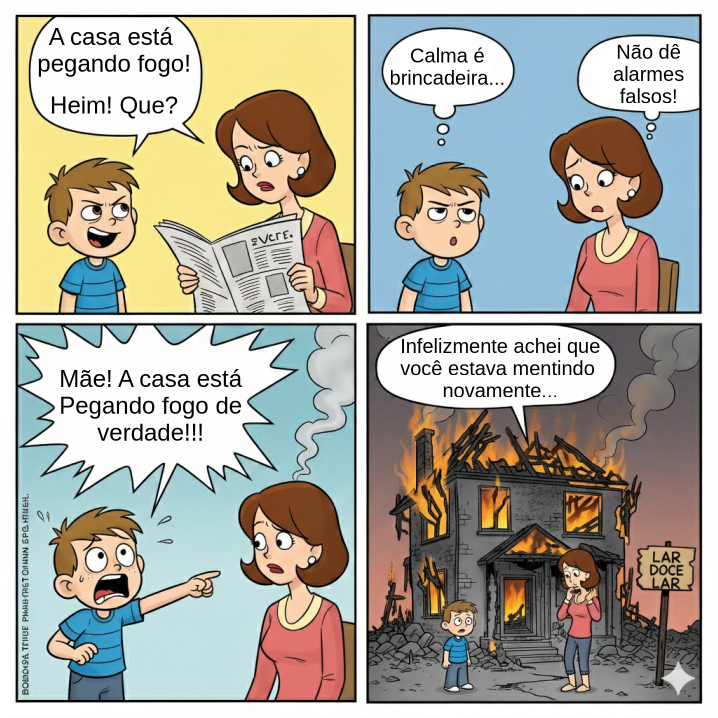 A casa está
pegando fogo!
Heim! Que?
Calma é
brincadeira...
Não dê
alarmes
falsos!
Mãe! A casa está
Pegando fogo de
verdade!!!
Infelizmente achei que
você estava mentindo
novamente...
LAR
DOCE
LAR